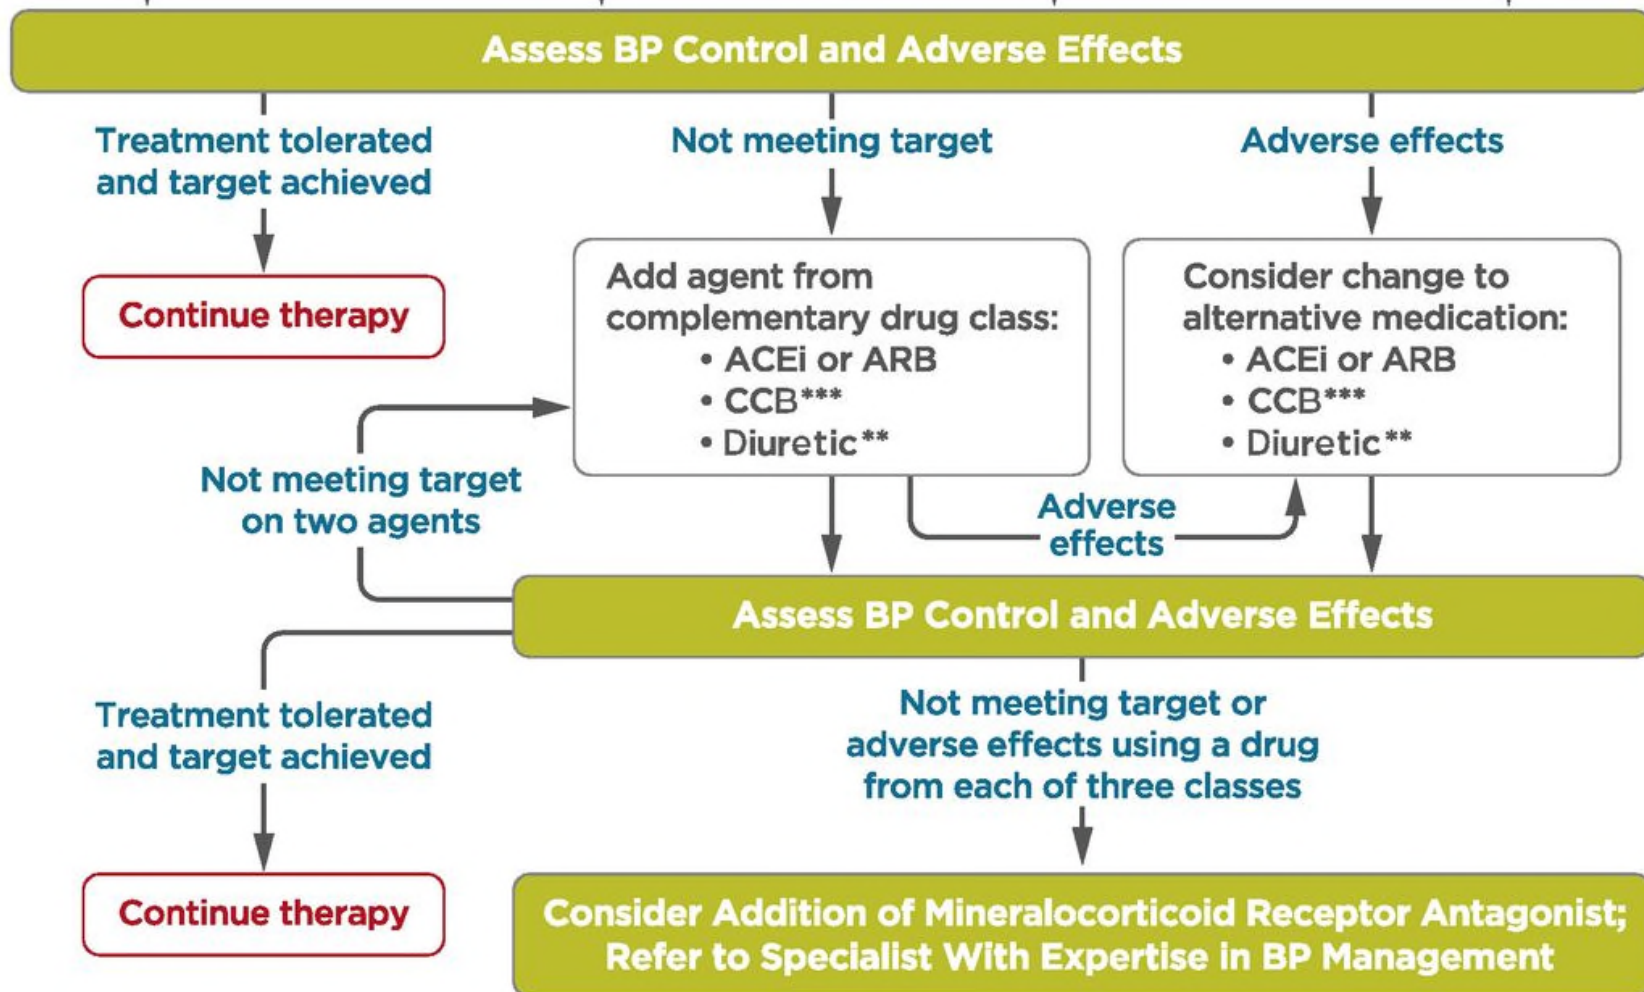 Assess BP Control and Adverse Effects
Treatment tolerated
and target achieved
Not meeting target
Adverse effects
Continue therapy
Add agent from
complementary drug class:
• ACEi or ARB
• CCB***
• Diuretic**
Consider change to
alternative medication:
• ACEi or ARB
• CCB***
• Diuretic**
Not meeting target
on two agents
Adverse
effects
Assess BP Control and Adverse Effects
Treatment tolerated
and target achieved
Not meeting target or
adverse effects using a drug
from each of three classes
Continue therapy
Consider Addition of Mineralocorticoid Receptor Antagonist;
Refer to Specialist With Expertise in BP Management